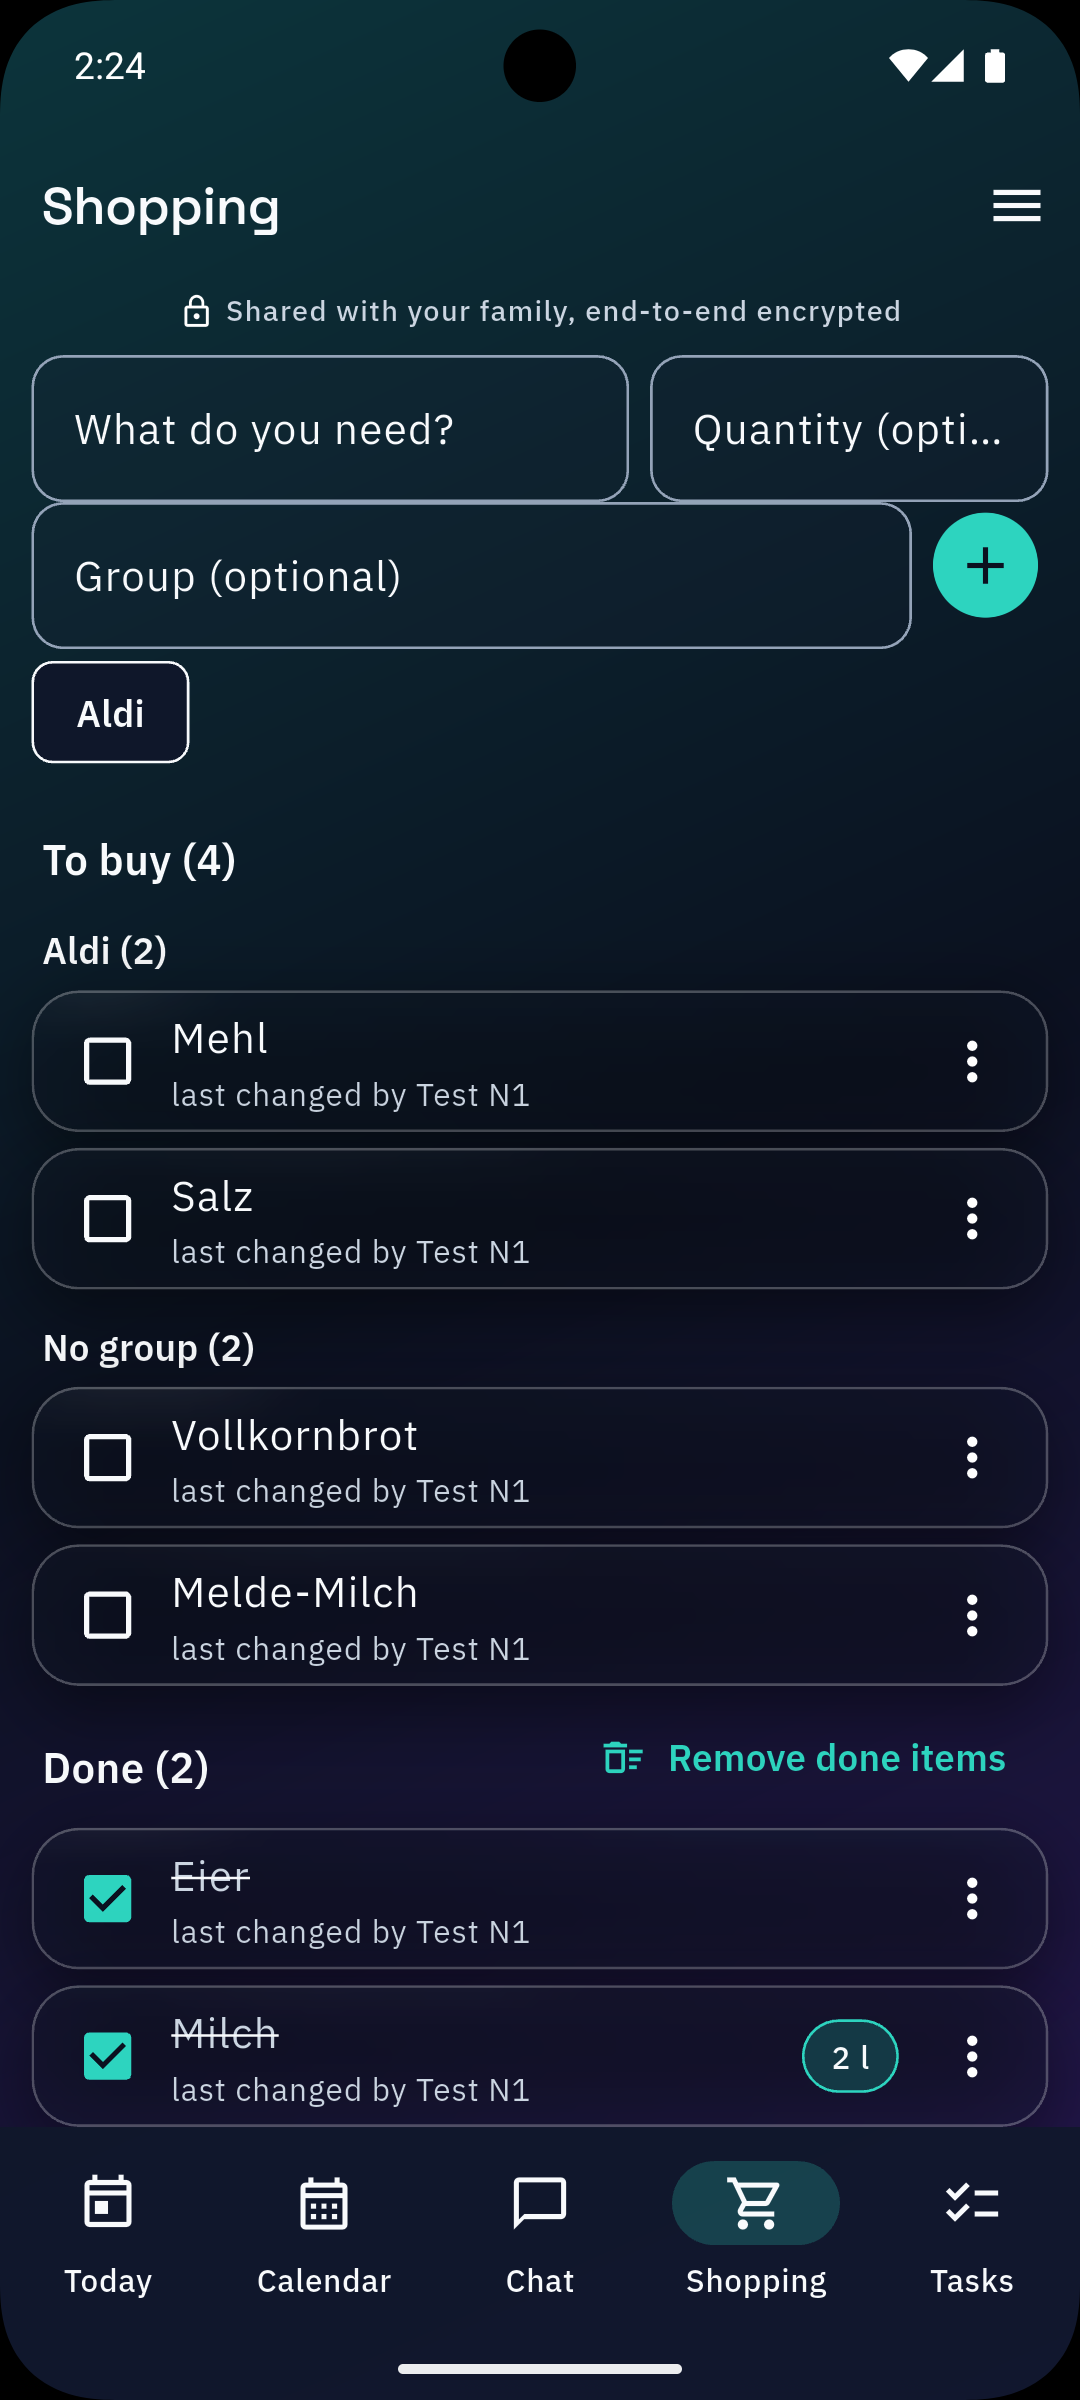 2:24
Shopping
Shared with your family, end-to-end encrypted
What do you need?
Quantity (opti...
Group (optional)
Aldi
To buy (4)
Aldi (2)
Mehl
last changed by Test N1
Salz
last changed by Test N1
No group (2)
Vollkornbrot
last changed by Test N1
Melde-Milch
last changed by Test N1
Done (2)
Remove done items
Eier
last changed by Test N1
Milch
2 l
last changed by Test N1
Today
Calendar
Chat
Shopping
Tasks